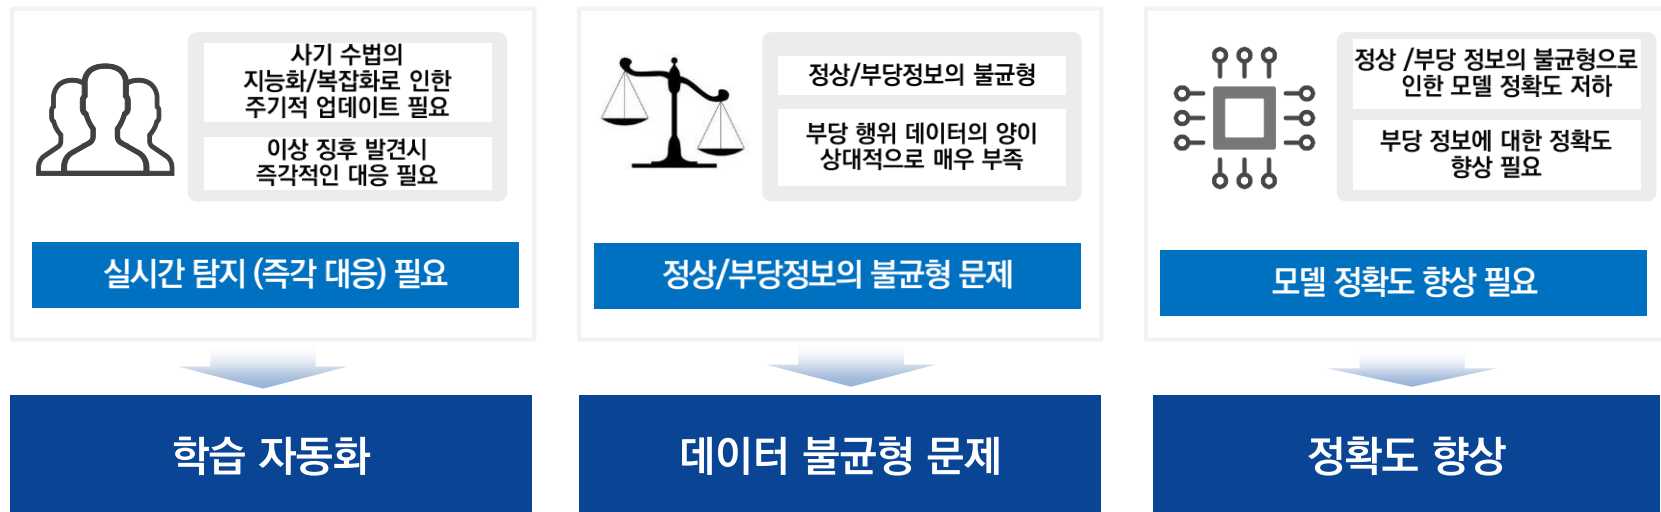 사기 수법의
지능화/복잡화로 인한
주기적 업데이트 필요
이상 징후 발견시
즉각적인 대응 필요
실시간 탐지 (즉각 대응) 필요
학습 자동화
정상/부당정보의 불균형
부당 행위 데이터의 양이
상대적으로 매우 부족
정상/부당정보의 불균형 문제
데이터 불균형 문제
정상 /부당 정보의 불균형으로
인한 모델 정확도 저하
부당 정보에 대한 정확도
향상 필요
모델 정확도 향상 필요
정확도 향상